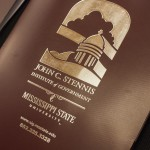 JOHN C. STENNIS
INSTITUTE OF GOVERNMENT
MISSISSIPPI STATE
UNIVERSITY